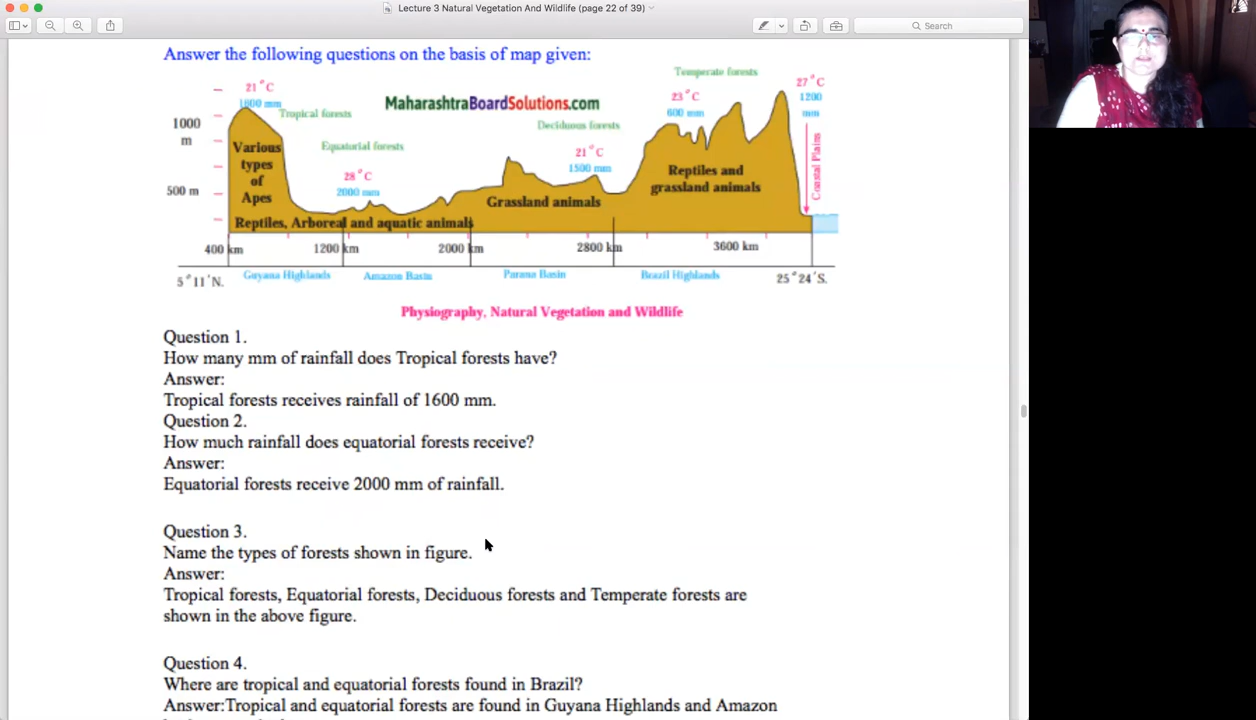 Lecture 3 Natural Vegetation And Wildlife (page 22 of 39)
Search
Answer the following questions on the basis of map given:
Temperate forests
21°C
27°C
1600 mm
MaharashtraBoardSolutions.com
23°C
1200
Tropical forests
600 mm
mm
1000
Deciduous forests
m
Various
Equatorial forests
21°C
Coastal Plains
types
28°C
1500 mm
Reptiles and
of
500 m
2000 mm
grassland animals
Apes
Grassland animals
Reptiles, Arboreal and aquatic animals
400 km
1200 km
2000 km
2800 km
3600 km
5°11'N.
Guyana Highlands
Amazon Basin
Parana Basin
Brazil Highlands
25°24'S.
Physiography, Natural Vegetation and Wildlife
Question 1.
How many mm of rainfall does Tropical forests have?
Answer:
Tropical forests receives rainfall of 1600 mm.
Question 2.
How much rainfall does equatorial forests receive?
Answer:
Equatorial forests receive 2000 mm of rainfall.
Question 3.
Name the types of forests shown in figure.
Answer:
Tropical forests, Equatorial forests, Deciduous forests and Temperate forests are
shown in the above figure.
Question 4.
Where are tropical and equatorial forests found in Brazil?
Answer:Tropical and equatorial forests are found in Guyana Highlands and Amazon